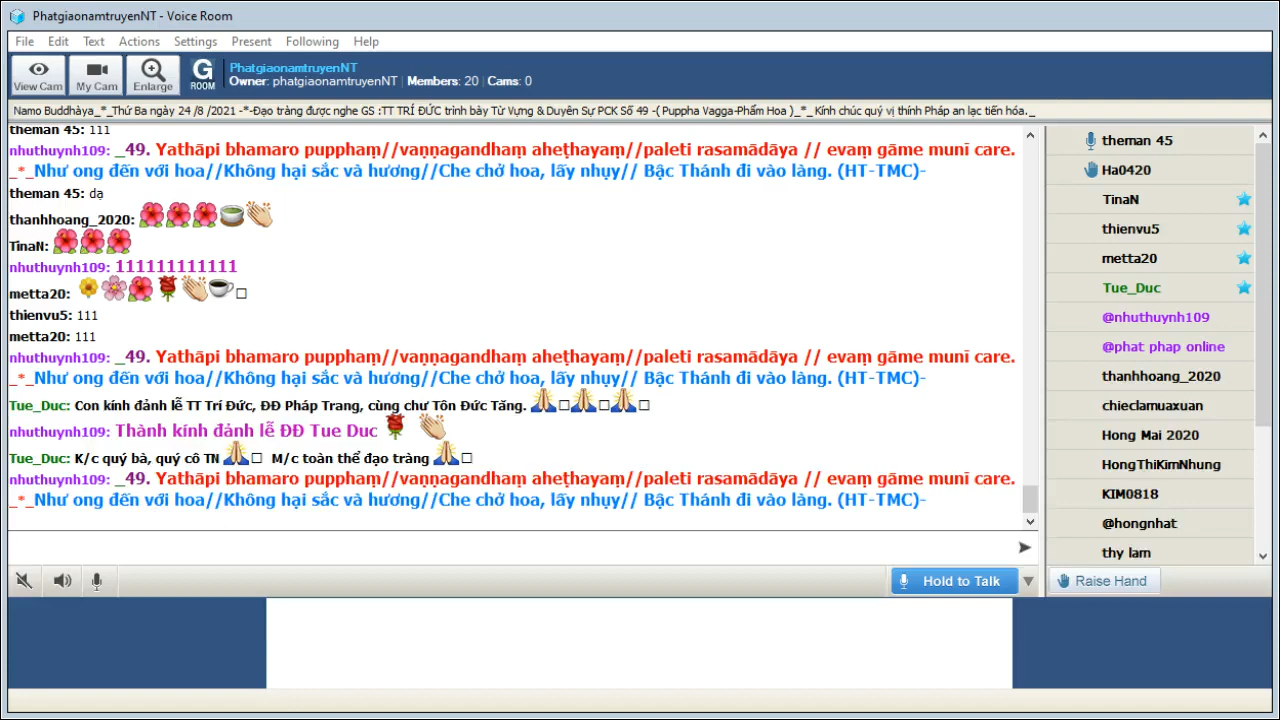 PhatgiaonamtruyenNT - Voice Room
File Edit Text Actions Settings Present Following Help
View Cam My Cam Enlarge G ROOM
PhatgiaonamtruyenNT
Owner: phatgiaonamtruyenNT | Members: 20 | Cams: 0
Namo Buddhàya_*_Thứ Ba ngày 24 /8 /2021 -*-Đạo tràng được nghe GS :TT TRÍ ĐỨC trình bày Từ Vựng & Duyên Sự PCK Số 49 -( Puppha Vagga-Phẩm Hoa )_*_Kính chúc quý vị thính Pháp an lạc tiến hóa._
theman 45: 111
nhuthuynh109: _49. Yathāpi bhamaro pupphaṃ//vaṇṇagandhaṃ aheṭhayaṃ//paleti rasamādāya // evaṃ gāme munī care.
_*_Như ong đến với hoa//Không hại sắc và hương//Che chở hoa, lấy nhụy// Bậc Thánh đi vào làng. (HT-TMC)-
theman 45: dạ
thanhhoang_2020:
TinaN:
nhuthuynh109: 111111111111
metta20:
thienvu5: 111
metta20: 111
nhuthuynh109: _49. Yathāpi bhamaro pupphaṃ//vaṇṇagandhaṃ aheṭhayaṃ//paleti rasamādāya // evaṃ gāme munī care.
_*_Như ong đến với hoa//Không hại sắc và hương//Che chở hoa, lấy nhụy// Bậc Thánh đi vào làng. (HT-TMC)-
Tue_Duc: Con kính đảnh lễ TT Trí Đức, ĐĐ Pháp Trang, cùng chư Tôn Đức Tăng.
nhuthuynh109: Thành kính đảnh lễ ĐĐ Tue Duc
Tue_Duc: K/c quý bà, quý cô TN M/c toàn thể đạo tràng
nhuthuynh109: _49. Yathāpi bhamaro pupphaṃ//vaṇṇagandhaṃ aheṭhayaṃ//paleti rasamādāya // evaṃ gāme munī care.
_*_Như ong đến với hoa//Không hại sắc và hương//Che chở hoa, lấy nhụy// Bậc Thánh đi vào làng. (HT-TMC)-
theman 45
Ha0420
TinaN
thienvu5
metta20
Tue_Duc
@nhuthuynh109
@phat phap online
thanhhoang_2020
chieclamuaxuan
Hong Mai 2020
HongThiKimNhung
KIM0818
@hongnhat
thy lam
Hold to Talk
Raise Hand